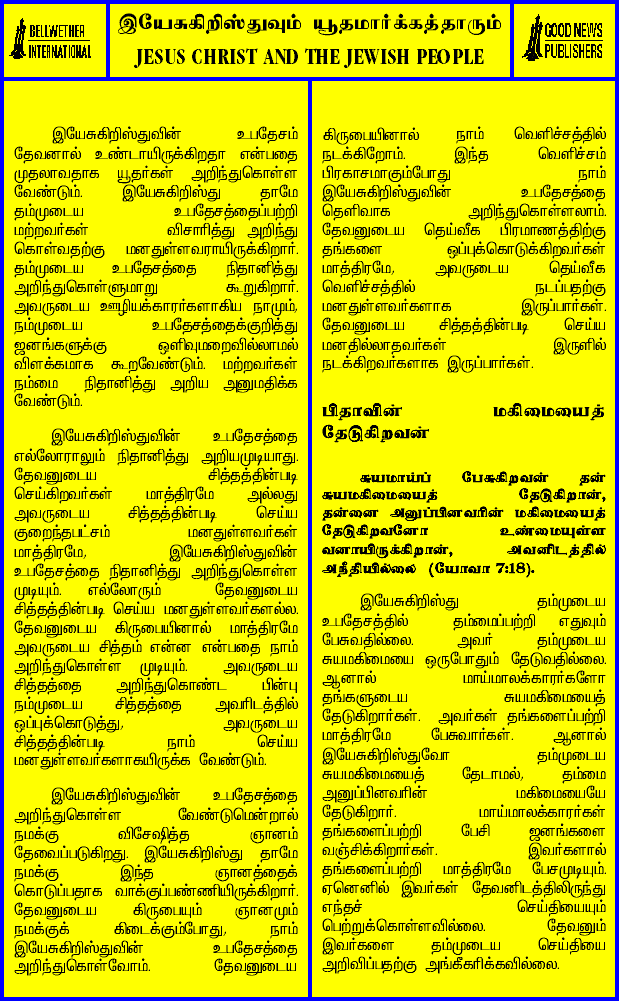 BELLWETHER
INTERNATIONAL
இயேசுகிறிஸ்துவும் யூதமார்க்கத்தாரும்
JESUS CHRIST AND THE JEWISH PEOPLE
GOOD NEWS
PUBLISHERS
இயேசுகிறிஸ்துவின் உபதேசம்
தேவனால் உண்டாயிருக்கிறதா என்பதை
முதலாவதாக யூதர்கள் அறிந்துகொள்ள
வேண்டும். இயேசுகிறிஸ்து தாமே
தம்முடைய உபதேசத்தைப்பற்றி
மற்றவர்கள் விசாரித்து அறிந்து
கொள்வதற்கு மனதுள்ளவராயிருக்கிறார்.
தம்முடைய உபதேசத்தை நிதானித்து
அறிந்துகொள்ளுமாறு கூறுகிறார்.
அவருடைய ஊழியக்காரர்களாகிய நாமும்,
நம்முடைய உபதேசத்தைக்குறித்து
ஜனங்களுக்கு ஒளிவுமறைவில்லாமல்
விளக்கமாக கூறவேண்டும். மற்றவர்கள்
நம்மை நிதானித்து அறிய அனுமதிக்க
வேண்டும்.
இயேசுகிறிஸ்துவின் உபதேசத்தை
எல்லோராலும் நிதானித்து அறியமுடியாது.
தேவனுடைய சித்தத்தின்படி
செய்கிறவர்கள் மாத்திரமே அல்லது
அவருடைய சித்தத்தின்படி செய்ய
குறைந்தபட்சம் மனதுள்ளவர்கள்
மாத்திரமே, இயேசுகிறிஸ்துவின்
உபதேசத்தை நிதானித்து அறிந்துகொள்ள
முடியும். எல்லோரும் தேவனுடைய
சித்தத்தின்படி செய்ய மனதுள்ளவர்களல்ல.
தேவனுடைய கிருபையினால் மாத்திரமே
அவருடைய சித்தம் என்ன என்பதை நாம்
அறிந்துகொள்ள முடியும். அவருடைய
சித்தத்தை அறிந்துகொண்ட பின்பு
நம்முடைய சித்தத்தை அவரிடத்தில்
ஒப்புக்கொடுத்து, அவருடைய
சித்தத்தின்படி நாம் செய்ய
மனதுள்ளவர்களாகயிருக்க வேண்டும்.
இயேசுகிறிஸ்துவின் உபதேசத்தை
அறிந்துகொள்ள வேண்டுமென்றால்
நமக்கு விசேஷித்த ஞானம்
தேவைப்படுகிறது. இயேசுகிறிஸ்து தாமே
நமக்கு இந்த ஞானத்தைக்
கொடுப்பதாக வாக்குப்பண்ணியிருக்கிறார்.
தேவனுடைய கிருபையும் ஞானமும்
நமக்குக் கிடைக்கும்போது, நாம்
இயேசுகிறிஸ்துவின் உபதேசத்தை
அறிந்துகொள்வோம். தேவனுடைய
கிருபையினால் நாம் வெளிச்சத்தில்
நடக்கிறோம். இந்த வெளிச்சம்
பிரகாசமாகும்போது நாம்
இயேசுகிறிஸ்துவின் உபதேசத்தை
தெளிவாக அறிந்துகொள்ளலாம்.
தேவனுடைய தெய்வீக பிரமாணத்திற்கு
தங்களை ஒப்புக்கொடுக்கிறவர்கள்
மாத்திரமே, அவருடைய தெய்வீக
வெளிச்சத்தில் நடப்பதற்கு
மனதுள்ளவர்களாக இருப்பார்கள்.
தேவனுடைய சித்தத்தின்படி செய்ய
மனதில்லாதவர்கள் இருளில்
நடக்கிறவர்களாக இருப்பார்கள்.
பிதாவின் மகிமையைத்
தேடுகிறவன்
சுயமாய்ப் பேசுகிறவன் தன்
சுயமகிமையைத் தேடுகிறான்,
தன்னை அனுப்பினவரின் மகிமையைத்
தேடுகிறவனோ உண்மையுள்ள
வனாயிருக்கிறான், அவனிடத்தில்
அநீதியில்லை (யோவா 7:18).
இயேசுகிறிஸ்து தம்முடைய
உபதேசத்தில் தம்மைப்பற்றி எதுவும்
பேசுவதில்லை. அவர் தம்முடைய
சுயமகிமையை ஒருபோதும் தேடுவதில்லை.
ஆனால் மாய்மாலக்காரர்களோ
தங்களுடைய சுயமகிமையைத்
தேடுகிறார்கள். அவர்கள் தங்களைப்பற்றி
மாத்திரமே பேசுவார்கள். ஆனால்
இயேசுகிறிஸ்துவோ தம்முடைய
சுயமகிமையைத் தேடாமல், தம்மை
அனுப்பினவரின் மகிமையையே
தேடுகிறார். மாய்மாலக்காரர்கள்
தங்களைப்பற்றி பேசி ஜனங்களை
வஞ்சிக்கிறார்கள். இவர்களால்
தங்களைப்பற்றி மாத்திரமே பேசமுடியும்.
ஏனெனில் இவர்கள் தேவனிடத்திலிருந்து
எந்தச் செய்தியையும்
பெற்றுக்கொள்ளவில்லை. தேவனும்
இவர்களை தம்முடைய செய்தியை
அறிவிப்பதற்கு அங்கீகரிக்கவில்லை.